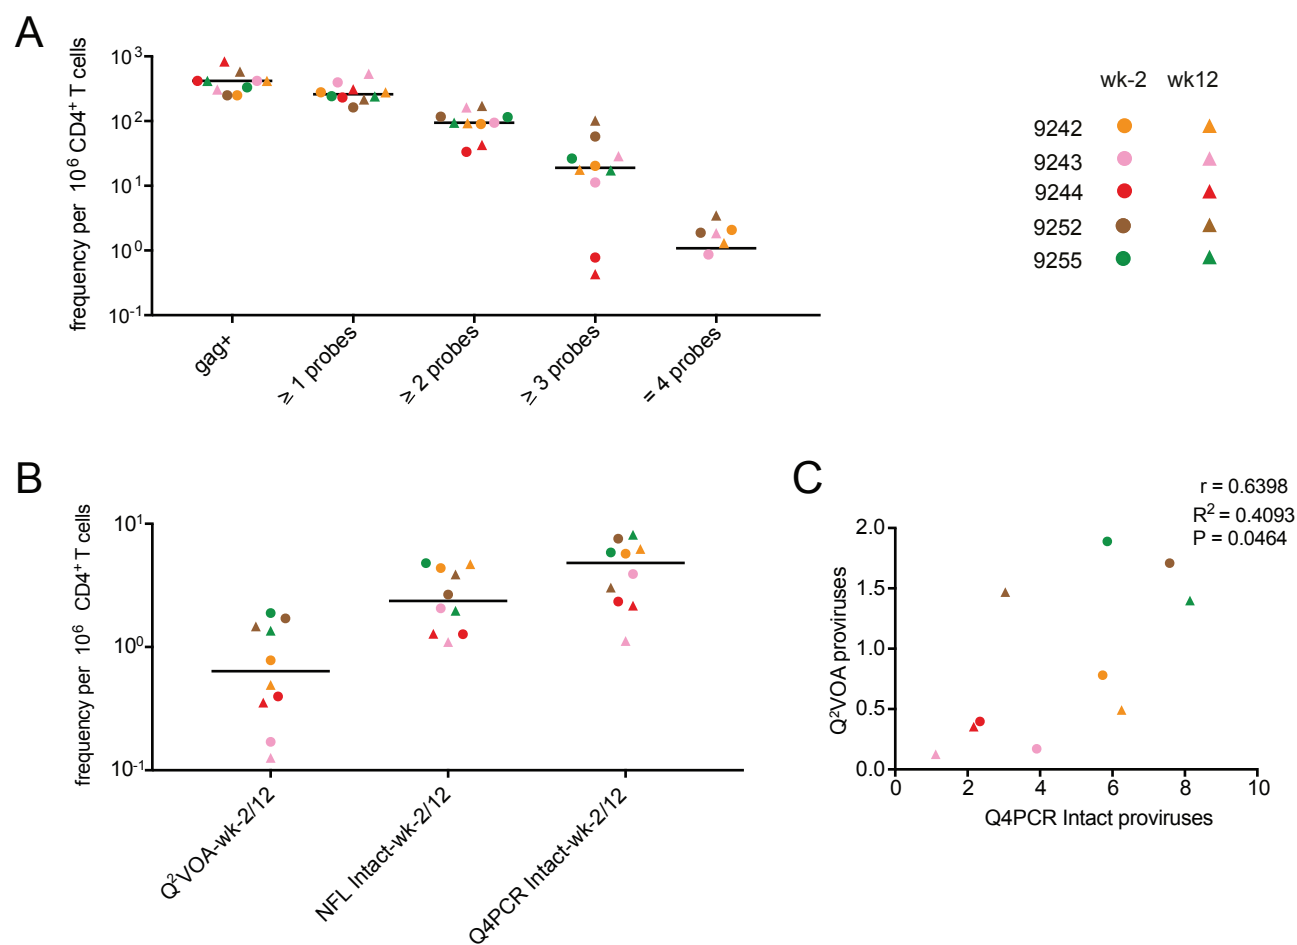 A
frequency per 10⁶ CD4⁺ T cells
10³
10²
10¹
10⁰
10⁻¹
gag+
≥ 1 probes
≥ 2 probes
≥ 3 probes
= 4 probes
wk-2 wk12
9242
9243
9244
9252
9255
B
frequency per 10⁶ CD4⁺ T cells
10¹
10⁰
10⁻¹
Q²VOA-wk-2/12
NFL Intact-wk-2/12
Q4PCR Intact-wk-2/12
C
r = 0.6398
R² = 0.4093
P = 0.0464
Q²VOA proviruses
2.0
1.5
1.0
0.5
0.0
0 2 4 6 8 10
Q4PCR Intact proviruses